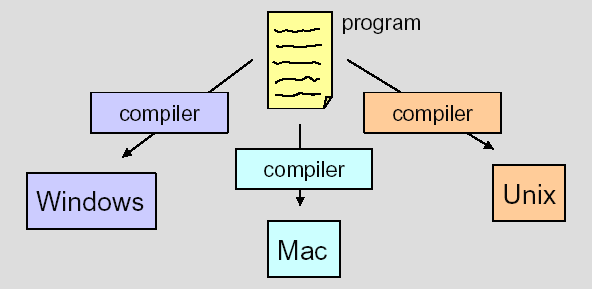 program
compiler
compiler
compiler
Windows
Unix
Mac